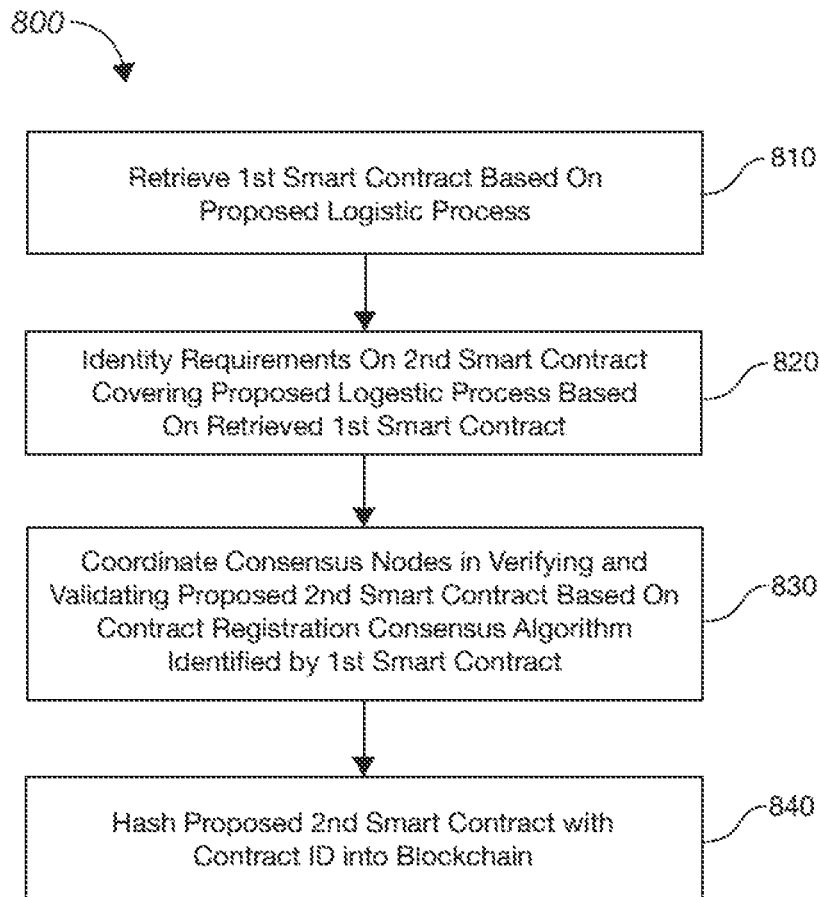 800
Retrieve 1st Smart Contract Based On
Proposed Logistic Process
810
Identity Requirements On 2nd Smart Contract
Covering Proposed Logestic Process Based
On Retrieved 1st Smart Contract
820
Coordinate Consensus Nodes in Verifying and
Validating Proposed 2nd Smart Contract Based On
Contract Registration Consensus Algorithm
Identified by 1st Smart Contract
830
Hash Proposed 2nd Smart Contract with
Contract ID into Blockchain
840